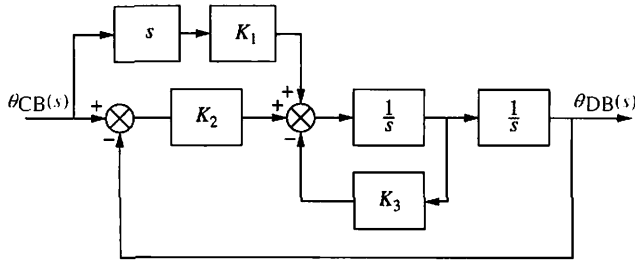 s K₁
θCB(s) + − K₂ + + − 1/s 1/s θDB(s)
K₃